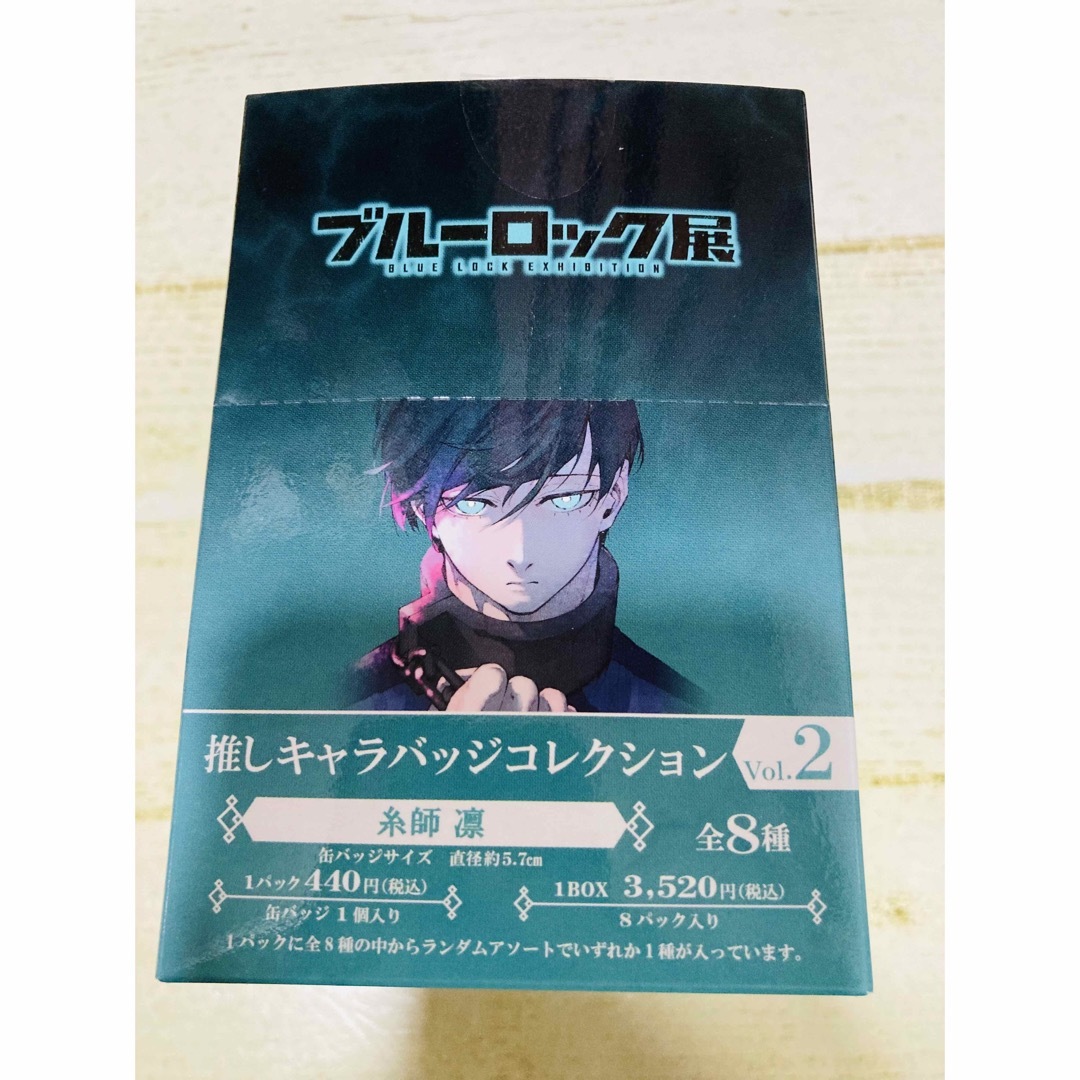 ブルーロック展
BLUE LOCK EXHIBITION
推しキャラバッジコレクション Vol.2
糸師 凛
全8種
缶バッジサイズ 直径約5.7cm
1パック 440円(税込)
缶バッジ1個入り
1BOX 3,520円(税込)
8パック入り
1パックに全8種の中からランダムアソートでいずれか1種が入っています。